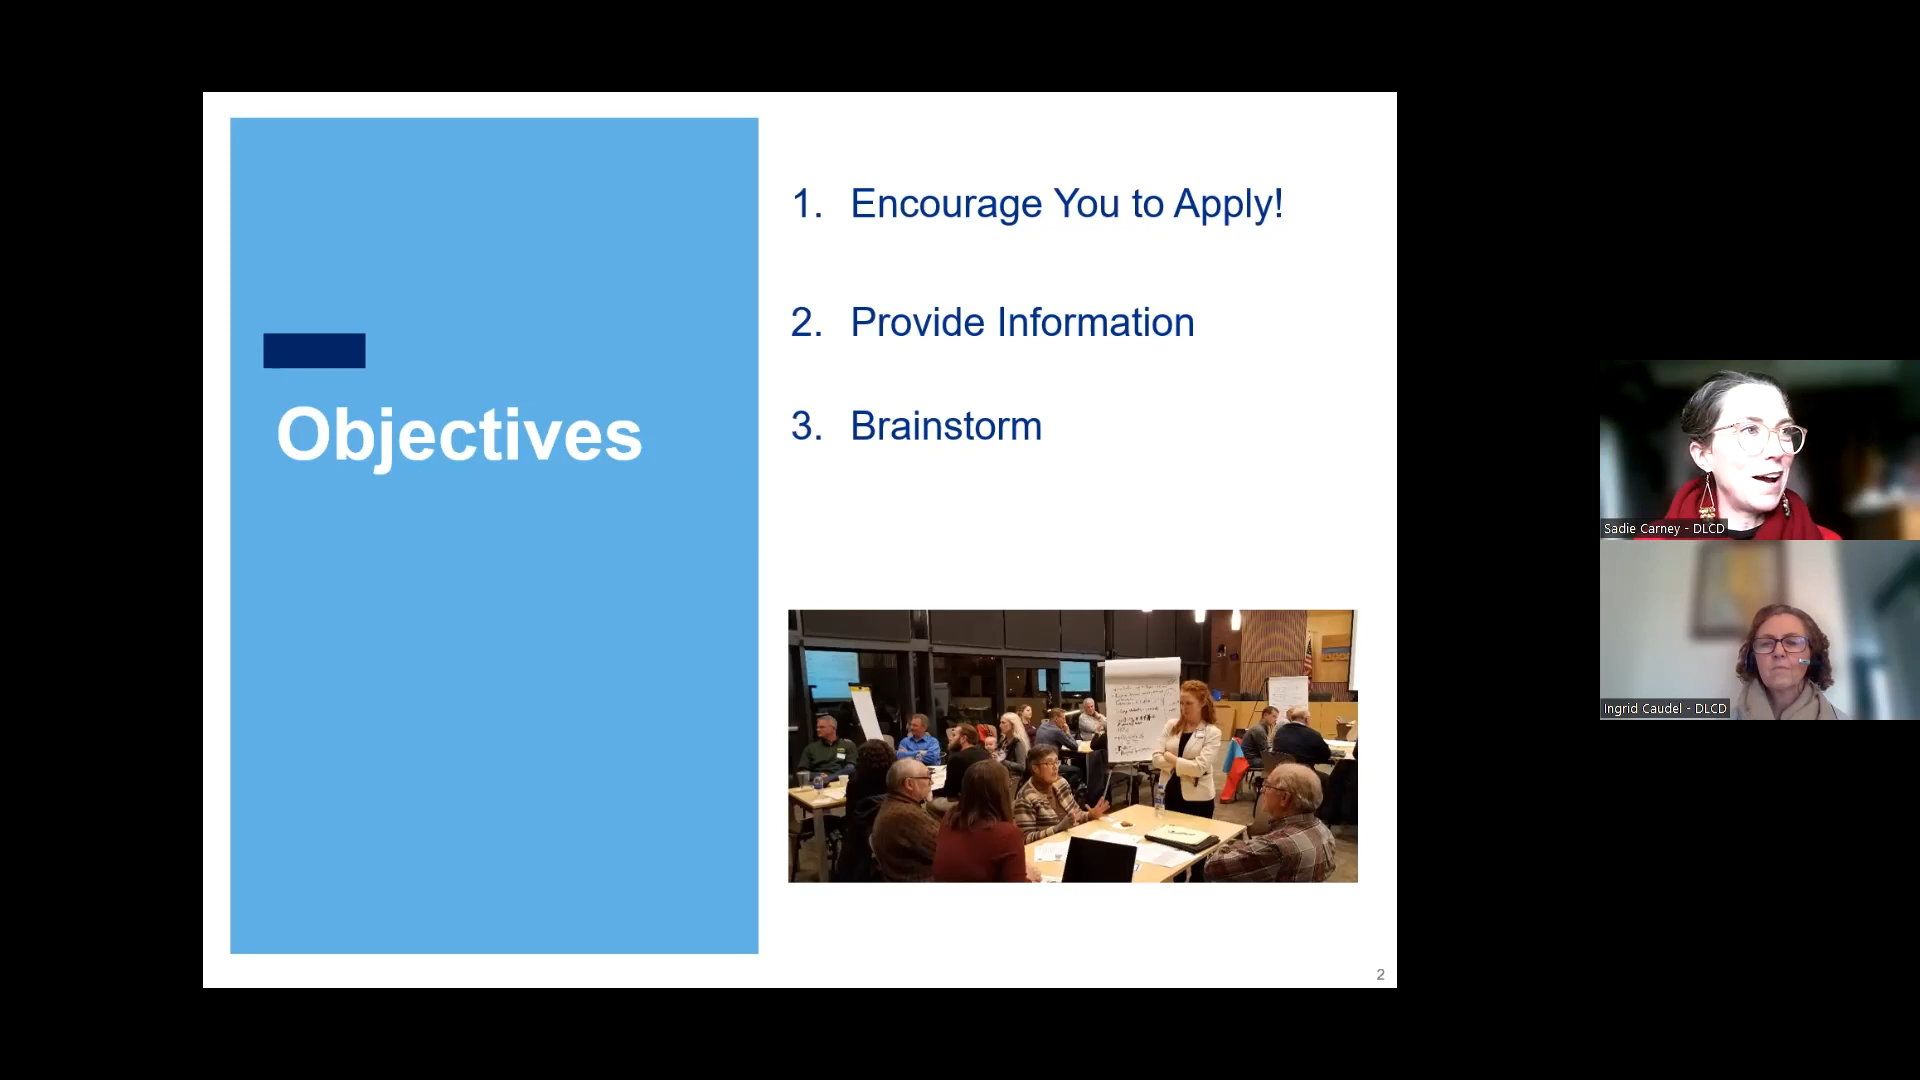 Objectives
1. Encourage You to Apply!
2. Provide Information
3. Brainstorm
2
Sadie Carney - DLCD
Ingrid Caudel - DLCD